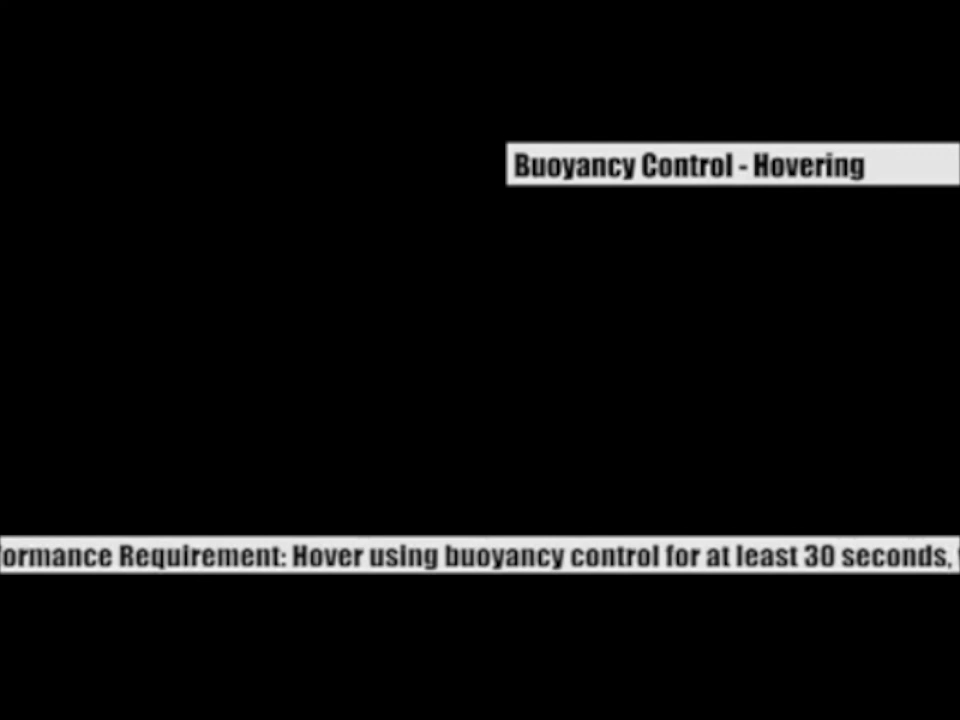 Buoyancy Control - Hovering
ormance Requirement: Hover using buoyancy control for at least 30 seconds,